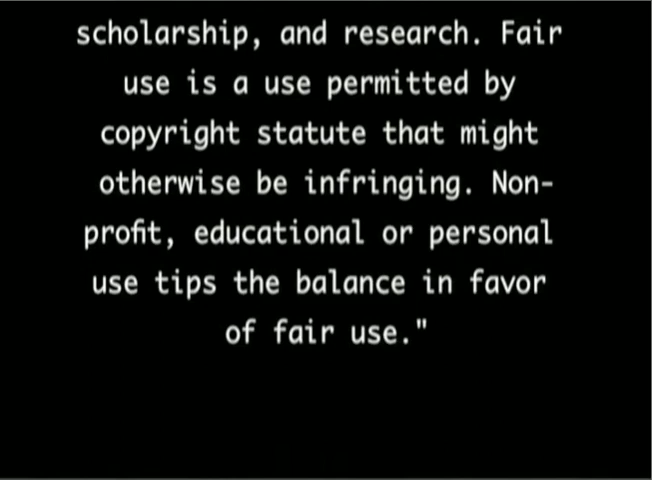 scholarship, and research. Fair
use is a use permitted by
copyright statute that might
otherwise be infringing. Non-
profit, educational or personal
use tips the balance in favor
of fair use."